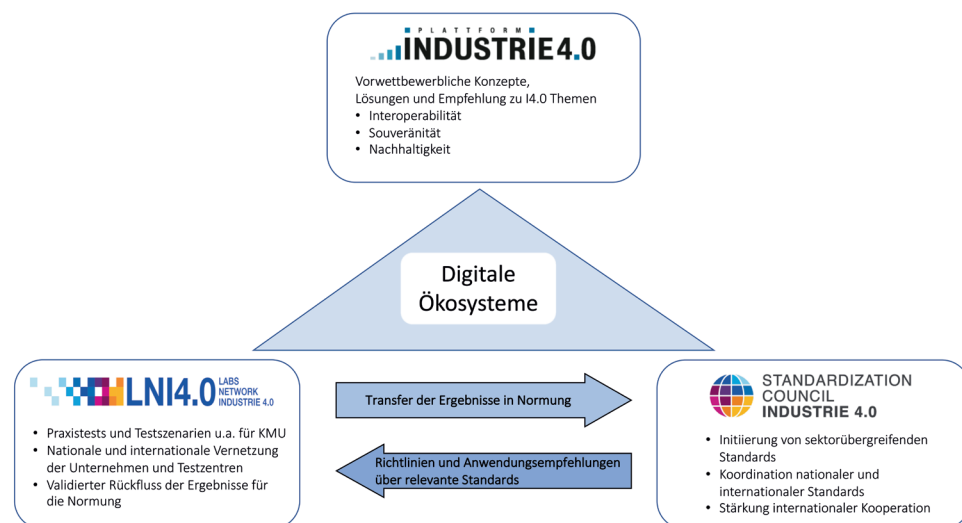 PLATTFORM
INDUSTRIE4.0
Vorwettbewerbliche Konzepte,
Lösungen und Empfehlung zu I4.0 Themen
• Interoperabilität
• Souveränität
• Nachhaltigkeit
Digitale
Ökosysteme
LNI4.0 LABS
NETWORK
INDUSTRIE 4.0
• Praxistests und Testszenarien u.a. für KMU
• Nationale und internationale Vernetzung
der Unternehmen und Testzentren
• Validierter Rückfluss der Ergebnisse für
die Normung
Transfer der Ergebnisse in Normung
Richtlinien und Anwendungsempfehlungen
über relevante Standards
STANDARDIZATION
COUNCIL
INDUSTRIE 4.0
• Initiierung von sektorübergreifenden
Standards
• Koordination nationaler und
internationaler Standards
• Stärkung internationaler Kooperation